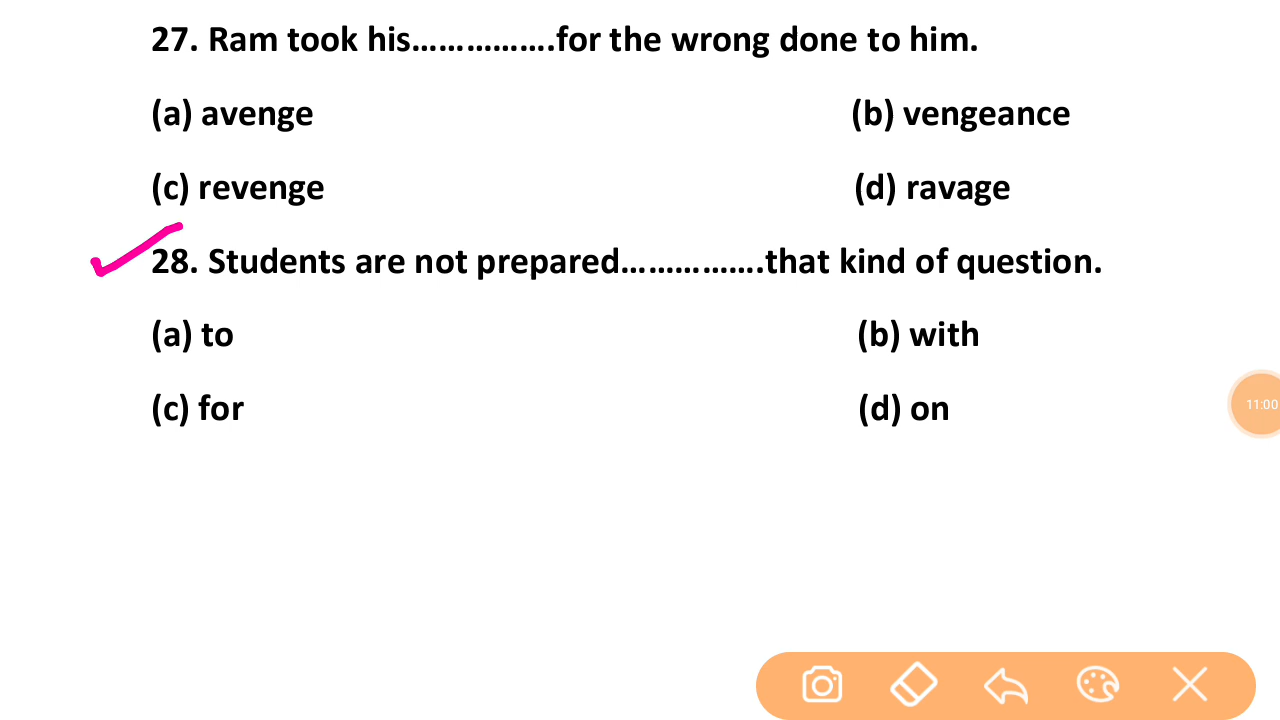 27. Ram took his…………….for the wrong done to him.
(a) avenge (b) vengeance
(c) revenge (d) ravage
28. Students are not prepared…………….that kind of question.
(a) to (b) with
(c) for (d) on
11:00